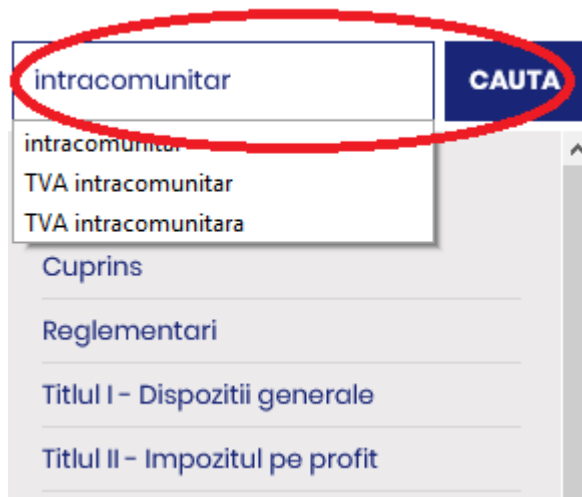 intracomunitar CAUTA
intracomunitar
TVA intracomunitar
TVA intracomunitara
Cuprins
Reglementari
Titlul I - Dispozitii generale
Titlul II - Impozitul pe profit